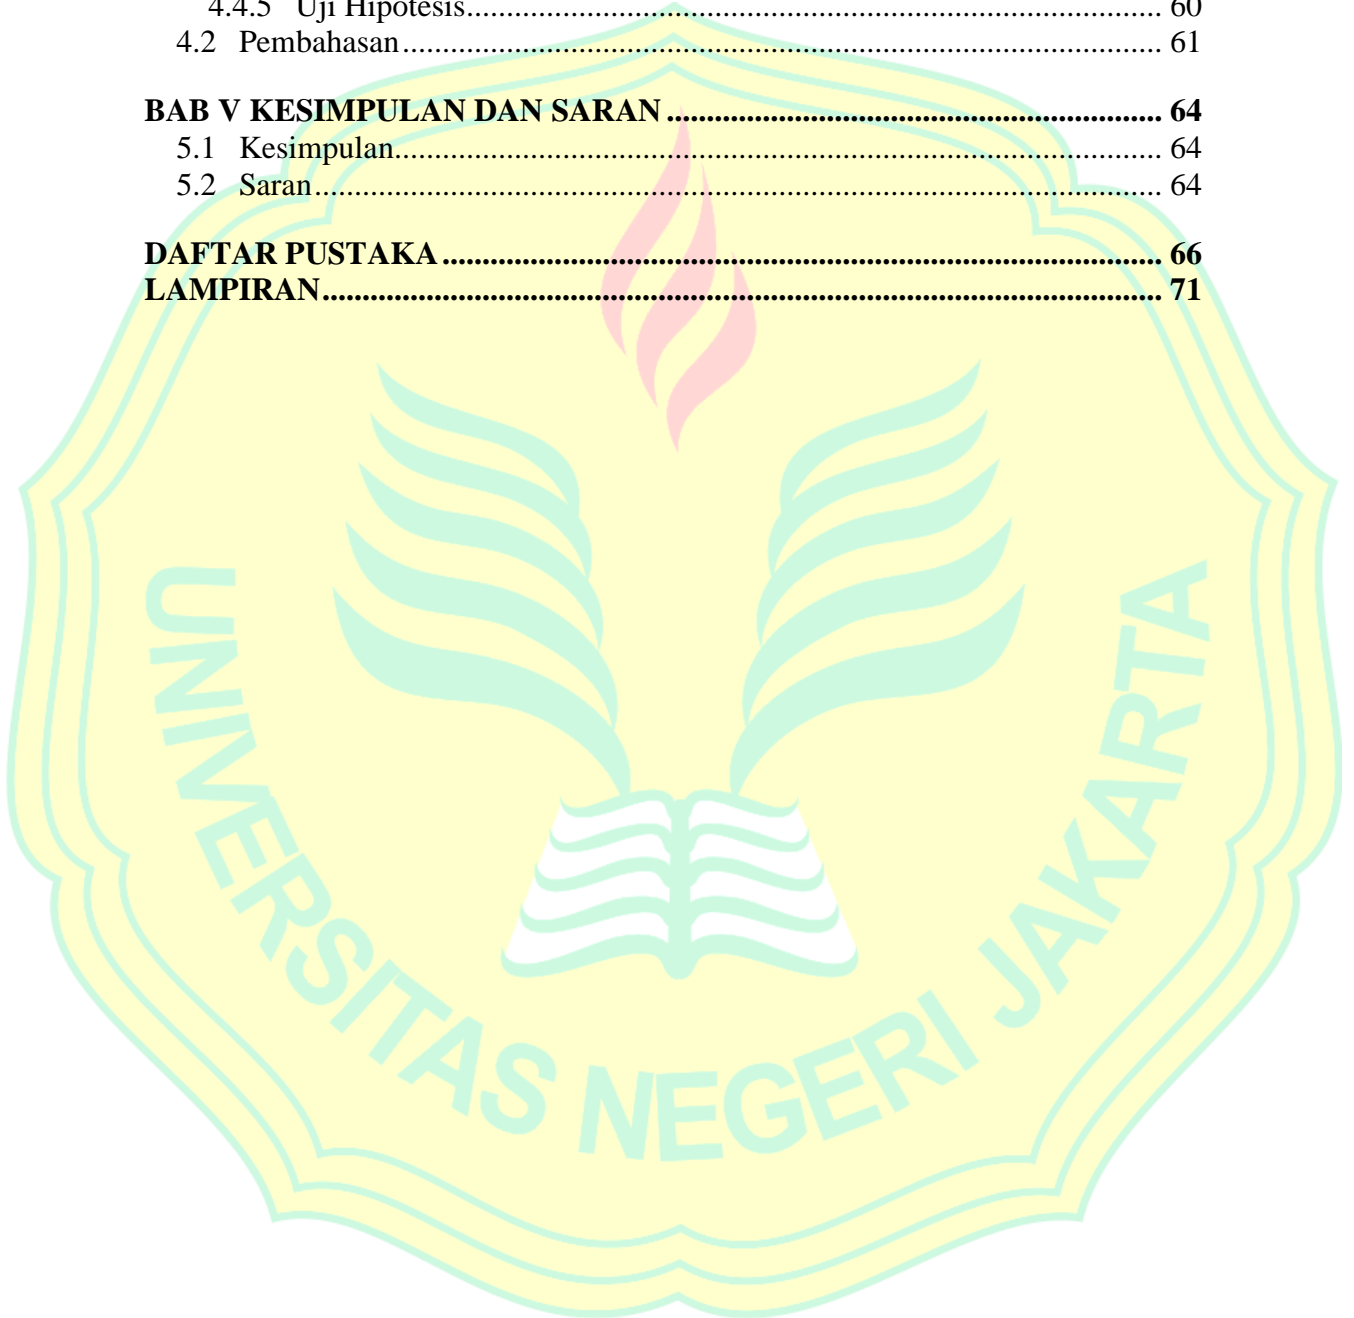 4.4.5 Uji Hipotesis.......................................................................................... 60
4.2 Pembahasan.................................................................................................. 61
BAB V KESIMPULAN DAN SARAN .............................................................. 64
5.1 Kesimpulan................................................................................................... 64
5.2 Saran ............................................................................................................. 64
DAFTAR PUSTAKA .......................................................................................... 66
LAMPIRAN......................................................................................................... 71
UNIVERSITAS NEGERI JAKARTA